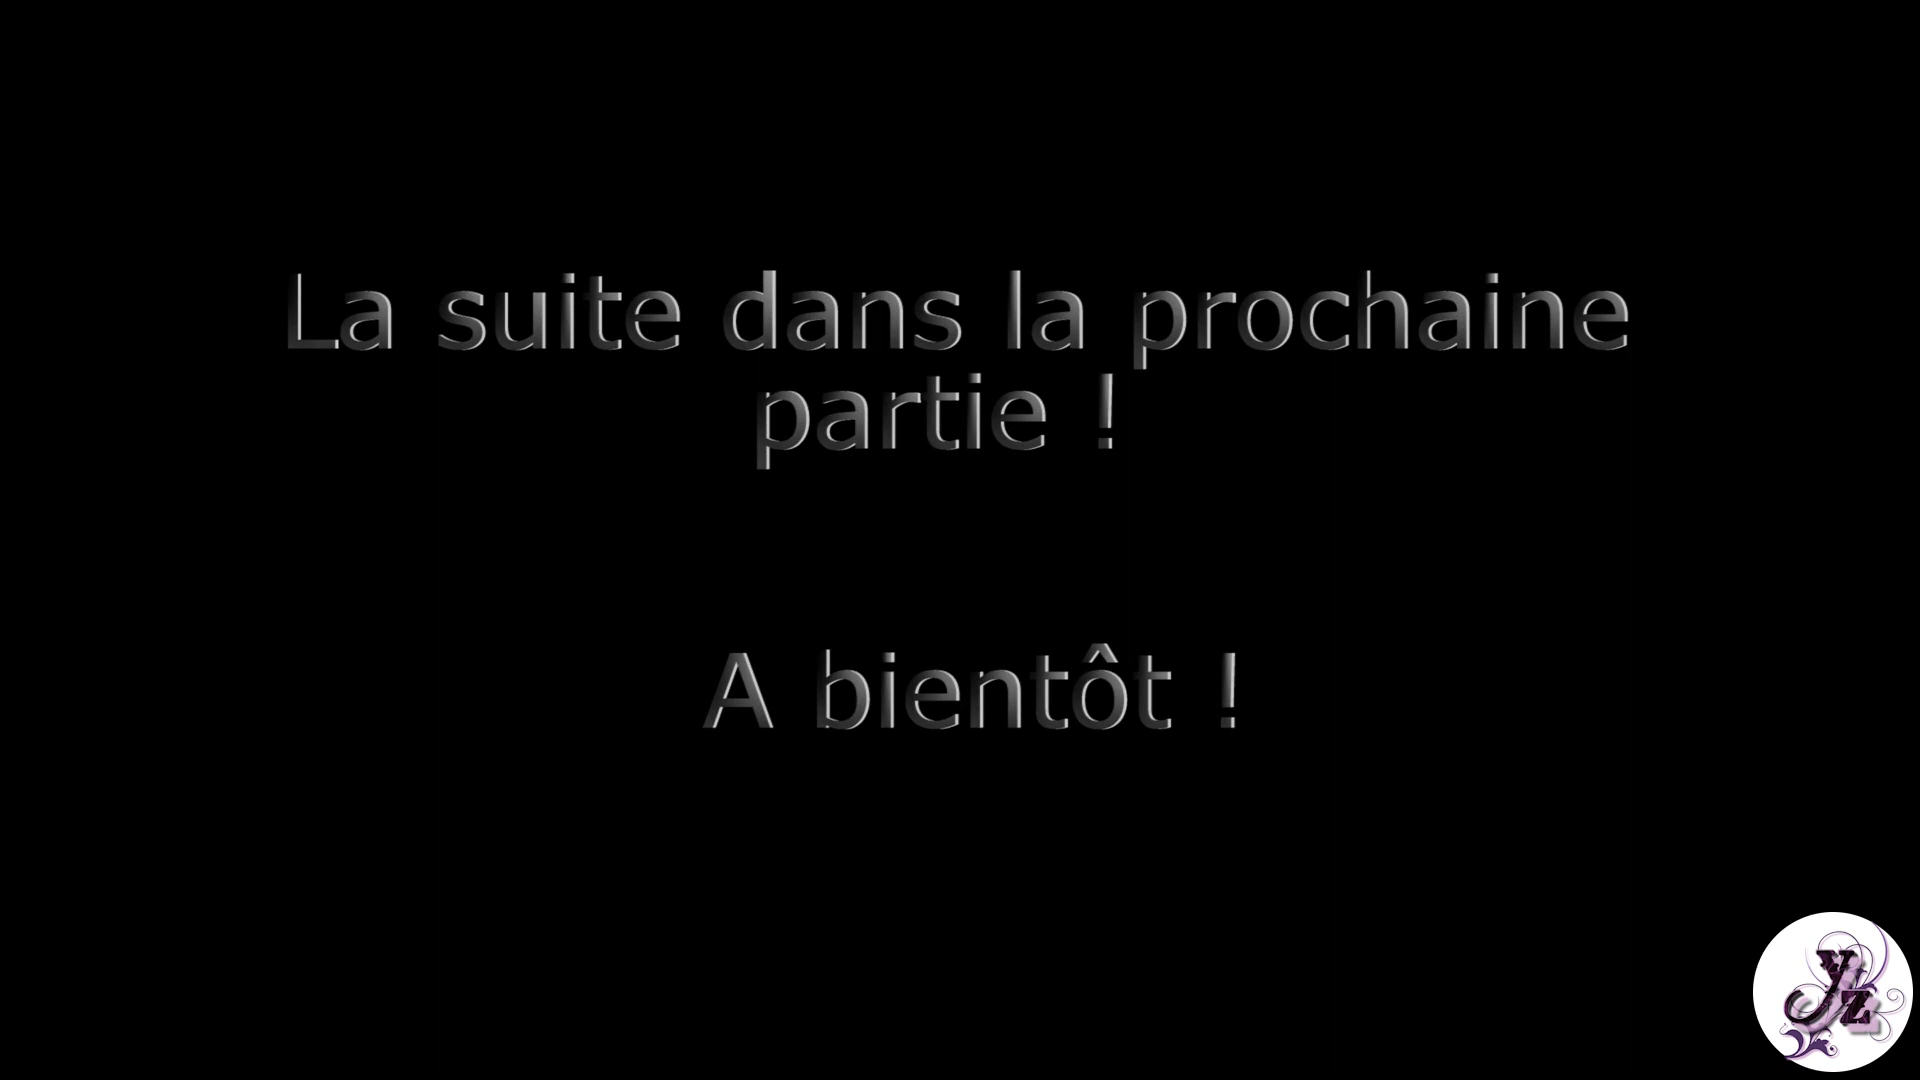 La suite dans la prochaine
partie !
A bientôt !